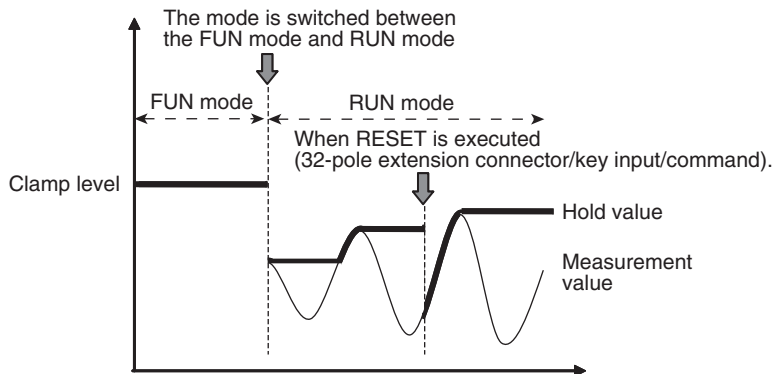 The mode is switched between
the FUN mode and RUN mode
FUN mode
RUN mode
When RESET is executed
(32-pole extension connector/key input/command).
Clamp level
Hold value
Measurement
value